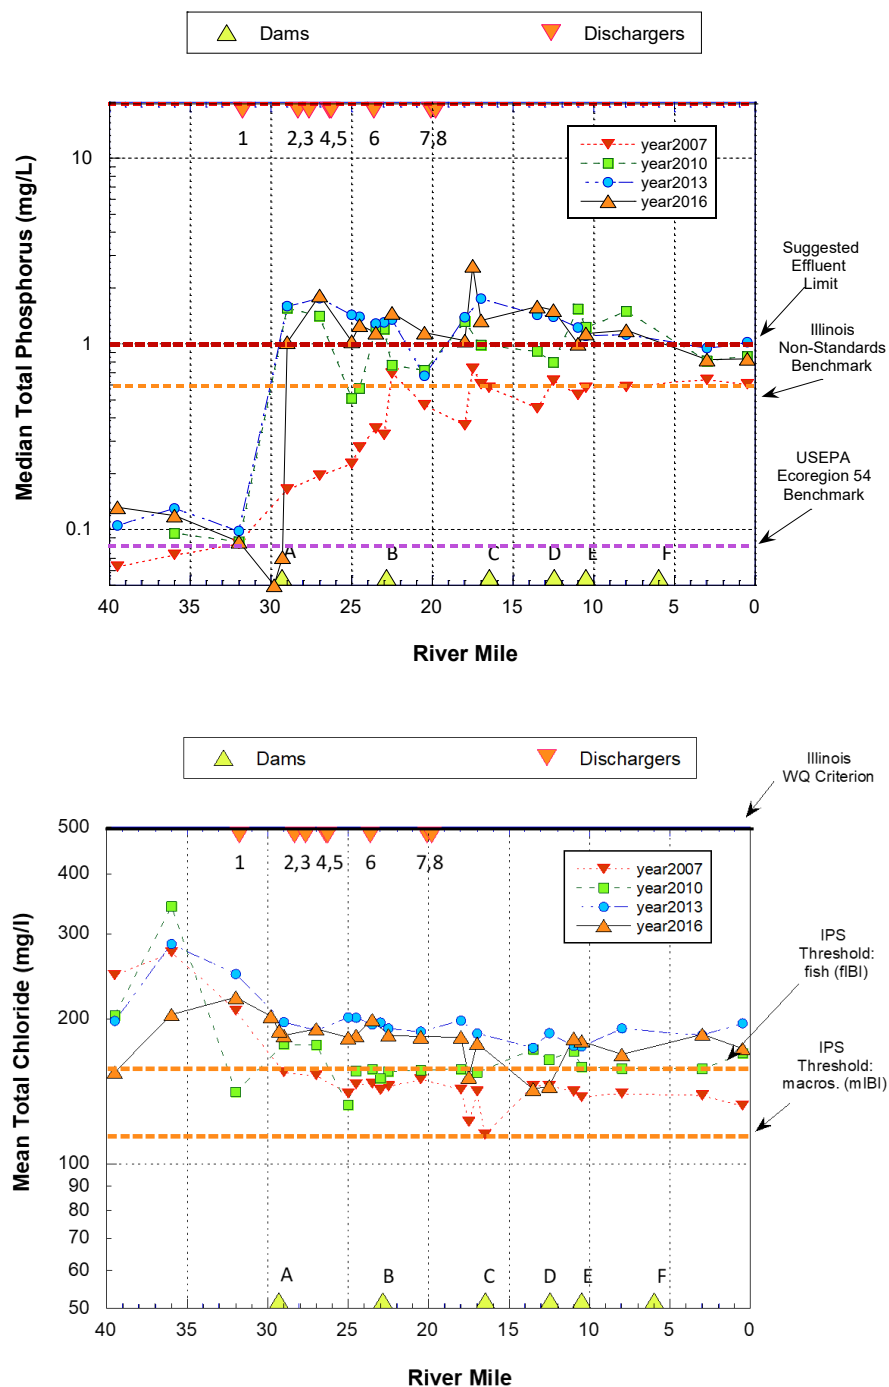 Dams Dischargers
Median Total Phosphorus (mg/L)
10
1
0.1
1 2,3 4,5 6 7,8
year2007
year2010
year2013
year2016
Suggested
Effluent
Limit
Illinois
Non-Standards
Benchmark
USEPA
Ecoregion 54
Benchmark
A B C D E F
40 35 30 25 20 15 10 5 0
River Mile
Dams Dischargers
Illinois
WQ Criterion
Mean Total Chloride (mg/l)
500
400
300
200
100
90
80
70
60
50
1 2,3 4,5 6 7,8
year2007
year2010
year2013
year2016
IPS
Threshold:
fish (fIBI)
IPS
Threshold:
macros. (mIBI)
A B C D E F
40 35 30 25 20 15 10 5 0
River Mile